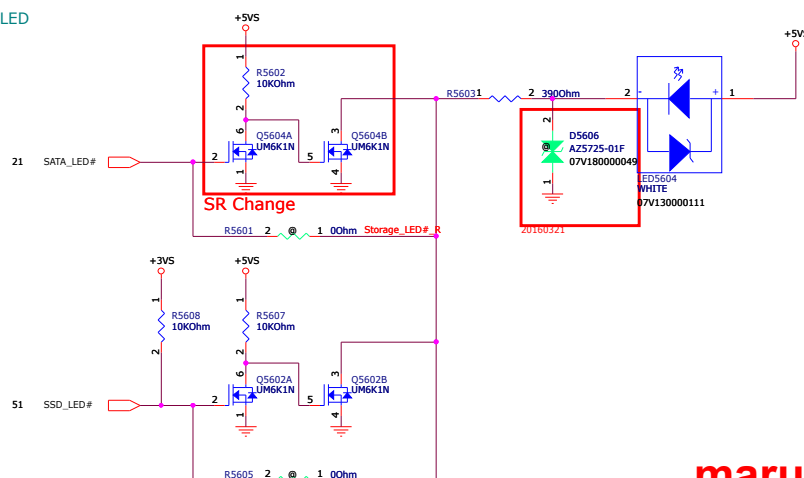 LED
+5VS
+5VS
1
R5602
10KOhm
2
R5603 1
2 390Ohm
2
-
+
1
6
Q5604A
UM6K1N
3
Q5604B
UM6K1N
2
@
D5606
AZ5725-01F
07V180000049
1
21 SATA_LED#
2
5
1
4
LED5604
WHITE
07V130000111
SR Change
20160321
R5601 2 @ 1 0Ohm Storage_LED#_R
+3VS
+5VS
1
R5608
10KOhm
2
1
R5607
10KOhm
2
6
Q5602A
UM6K1N
3
Q5602B
UM6K1N
51 SSD_LED#
2
5
1
4
R5605 2 @ 1 0Ohm
maru